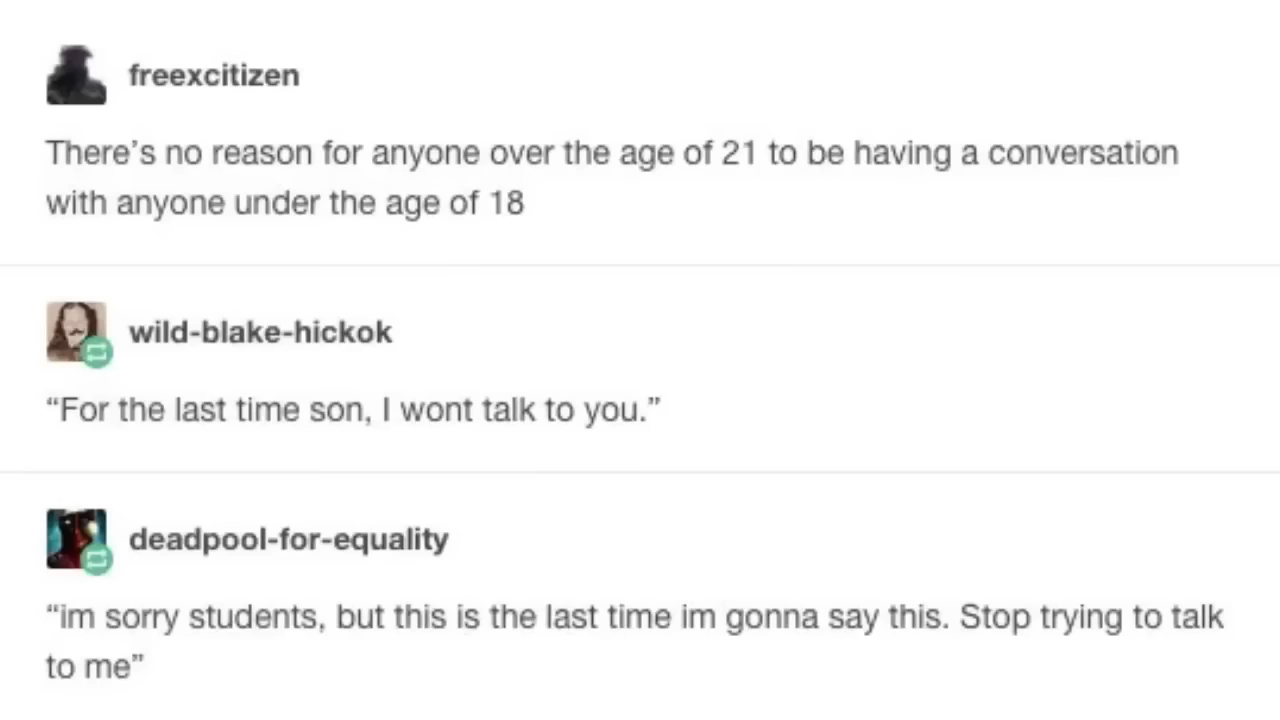 freexcitizen
There's no reason for anyone over the age of 21 to be having a conversation
with anyone under the age of 18
wild-blake-hickok
“For the last time son, I wont talk to you.”
deadpool-for-equality
“im sorry students, but this is the last time im gonna say this. Stop trying to talk
to me”